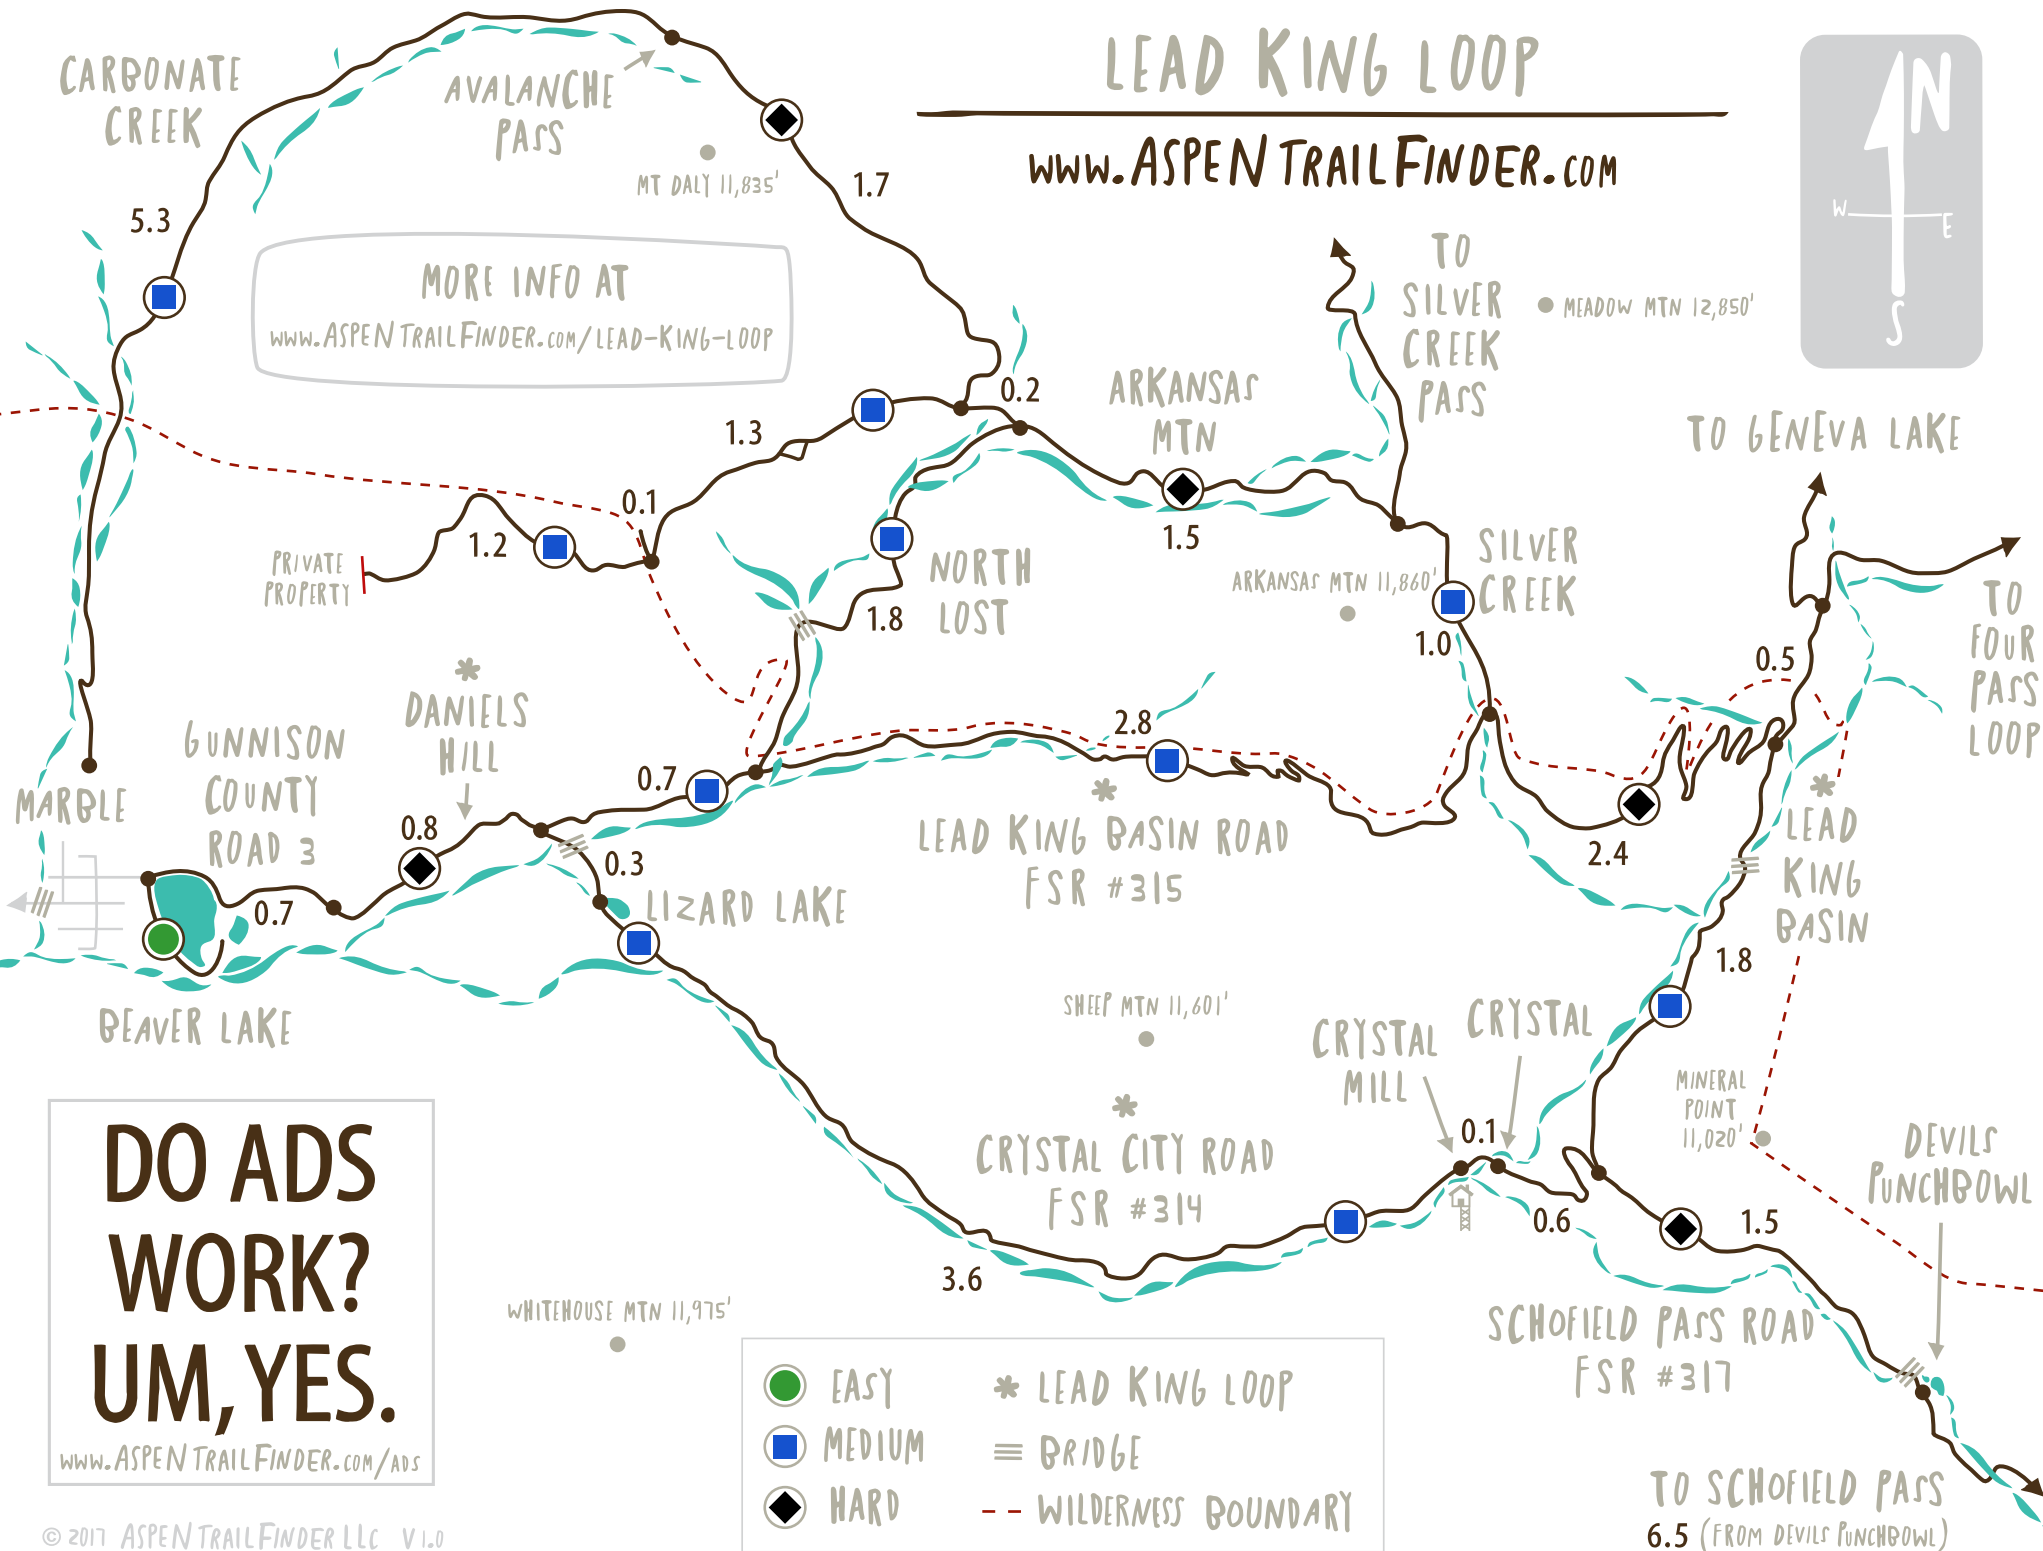 LEAD KING LOOP
WWW.ASPENTRAILFINDER.COM
N
W
E
S
CARBONATE
CREEK
AVALANCHE
PASS
MT DALY 11,835'
1.7
5.3
MORE INFO AT
WWW.ASPENTRAILFINDER.COM/LEAD-KING-LOOP
TO
SILVER
CREEK
PASS
MEADOW MTN 12,850'
TO GENEVA LAKE
0.2
ARKANSAS
MTN
1.3
0.1
1.2
PRIVATE
PROPERTY
1.5
NORTH
LOST
1.8
ARKANSAS MTN 11,860'
SILVER
CREEK
1.0
TO
FOUR
PASS
LOOP
0.5
DANIELS
HILL
GUNNISON
COUNTY
ROAD 3
MARBLE
0.7
0.8
2.8
LEAD KING BASIN ROAD
FSR #315
0.3
LIZARD LAKE
2.4
LEAD
KING
BASIN
0.7
1.8
BEAVER LAKE
SHEEP MTN 11,601'
CRYSTAL
MILL
CRYSTAL
0.1
MINERAL
POINT
11,020'
DEVILS
PUNCHBOWL
CRYSTAL CITY ROAD
FSR #314
0.6
1.5
3.6
WHITEHOUSE MTN 11,975'
SCHOFIELD PASS ROAD
FSR #317
DO ADS
WORK?
UM, YES.
WWW.ASPENTRAILFINDER.COM/ADS
EASY
MEDIUM
HARD
LEAD KING LOOP
BRIDGE
WILDERNESS BOUNDARY
TO SCHOFIELD PASS
6.5 (FROM DEVILS PUNCHBOWL)
© 2017 ASPENTRAILFINDER LLC V 1.0